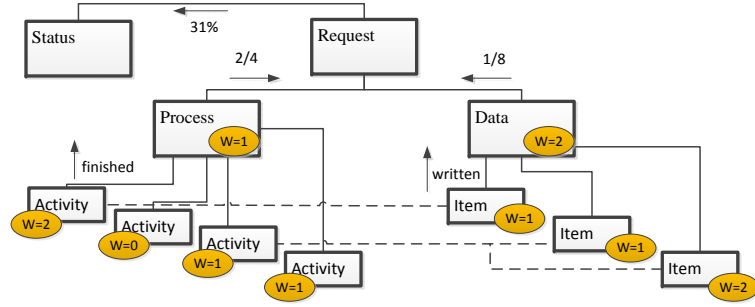 31%
Status
Request
2/4
1/8
Process
W=1
Data
W=2
finished
written
Activity
W=2
Activity
W=0
Activity
W=1
Activity
W=1
Item
W=1
Item
W=1
Item
W=2